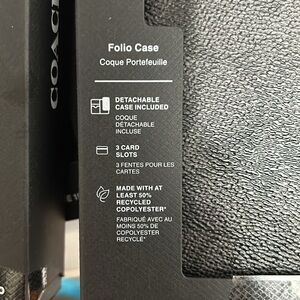 COACH
Folio Case
Coque Portefeuille
DETACHABLE
CASE INCLUDED
COQUE
DÉTACHABLE
INCLUSE
3 CARD
SLOTS
3 FENTES POUR LES
CARTES
MADE WITH AT
LEAST 50%
RECYCLED
COPOLYESTER*
FABRIQUÉ AVEC AU
MOINS 50% DE
COPOLYESTER
RECYCLÉ*